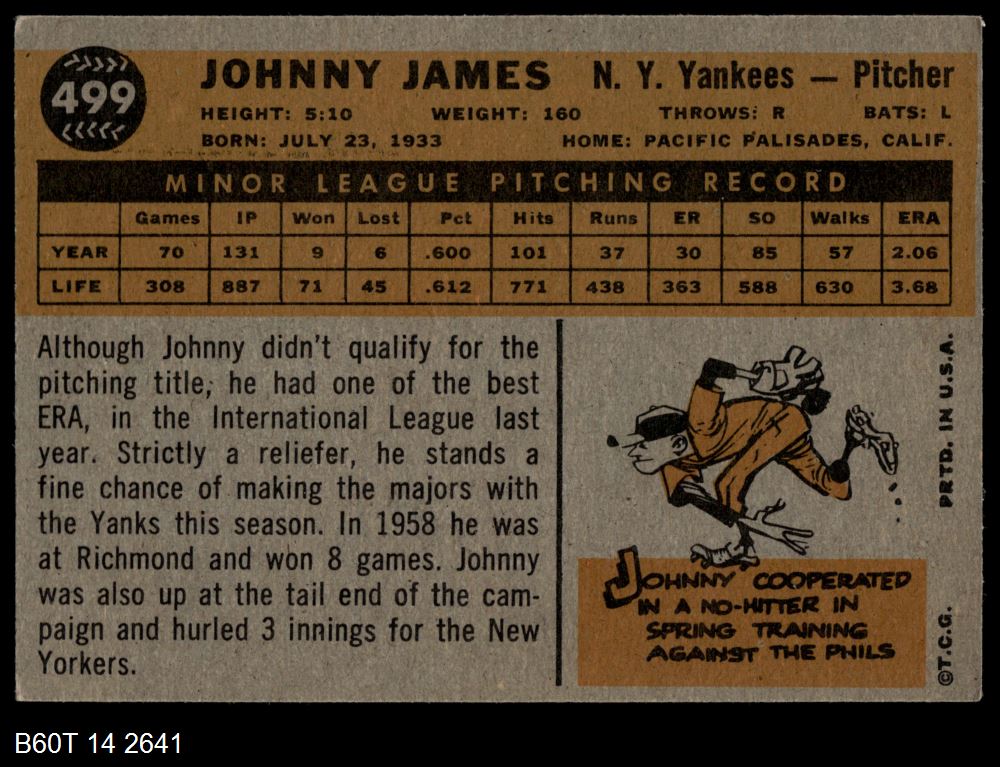 499
JOHNNY JAMES N. Y. Yankees — Pitcher
HEIGHT: 5:10 WEIGHT: 160 THROWS: R BATS: L
BORN: JULY 23, 1933 HOME: PACIFIC PALISADES, CALIF.
MINOR LEAGUE PITCHING RECORD
Games IP Won Lost Pct Hits Runs ER SO Walks ERA
YEAR 70 131 9 6 .600 101 37 30 85 57 2.06
LIFE 308 887 71 45 .612 771 438 363 588 630 3.68
Although Johnny didn't qualify for the
pitching title, he had one of the best
ERA, in the International League last
year. Strictly a reliefer, he stands a
fine chance of making the majors with
the Yanks this season. In 1958 he was
at Richmond and won 8 games. Johnny
was also up at the tail end of the cam-
paign and hurled 3 innings for the New
Yorkers.
JOHNNY COOPERATED
IN A NO-HITTER IN
SPRING TRAINING
AGAINST THE PHILS
PRTD. IN U.S.A.
©T.C.G.
B60T 14 2641